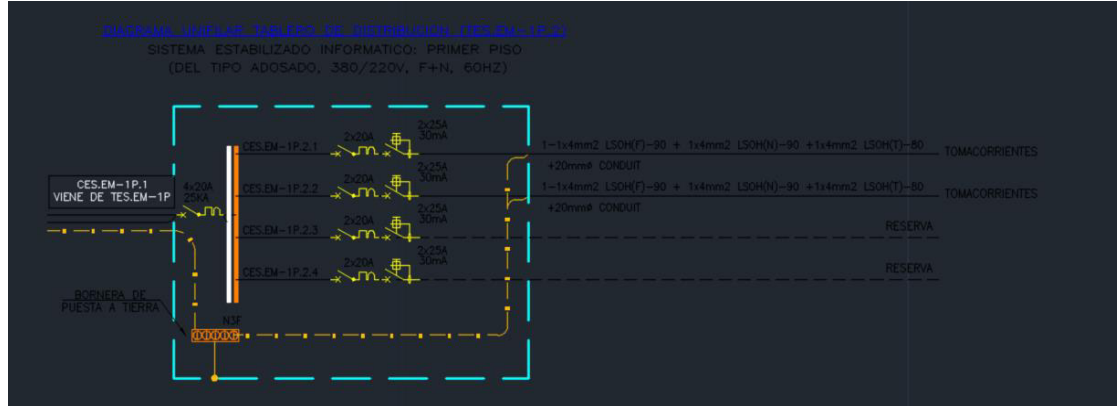 DIAGRAMA UNIFILAR TABLERO DE DISTRIBUCION (TES.EM-1P.2)
SISTEMA ESTABILIZADO INFORMATICO: PRIMER PISO
(DEL TIPO ADOSADO, 380/220V, F+N, 60HZ)
CES.EM-1P.1
VIENE DE TES.EM-1P
4x20A
25KA
CES.EM-1P.2.1
2x20A
2x25A
30mA
1-1x4mm2 LSOH(F)-90 + 1x4mm2 LSOH(N)-90 +1x4mm2 LSOH(T)-80
+20mmø CONDUIT
TOMACORRIENTES
CES.EM-1P.2.2
2x20A
2x25A
30mA
1-1x4mm2 LSOH(F)-90 + 1x4mm2 LSOH(N)-90 +1x4mm2 LSOH(T)-80
+20mmø CONDUIT
TOMACORRIENTES
CES.EM-1P.2.3
2x20A
2x25A
30mA
RESERVA
CES.EM-1P.2.4
2x20A
2x25A
30mA
RESERVA
BORNERA DE
PUESTA A TIERRA
N3F